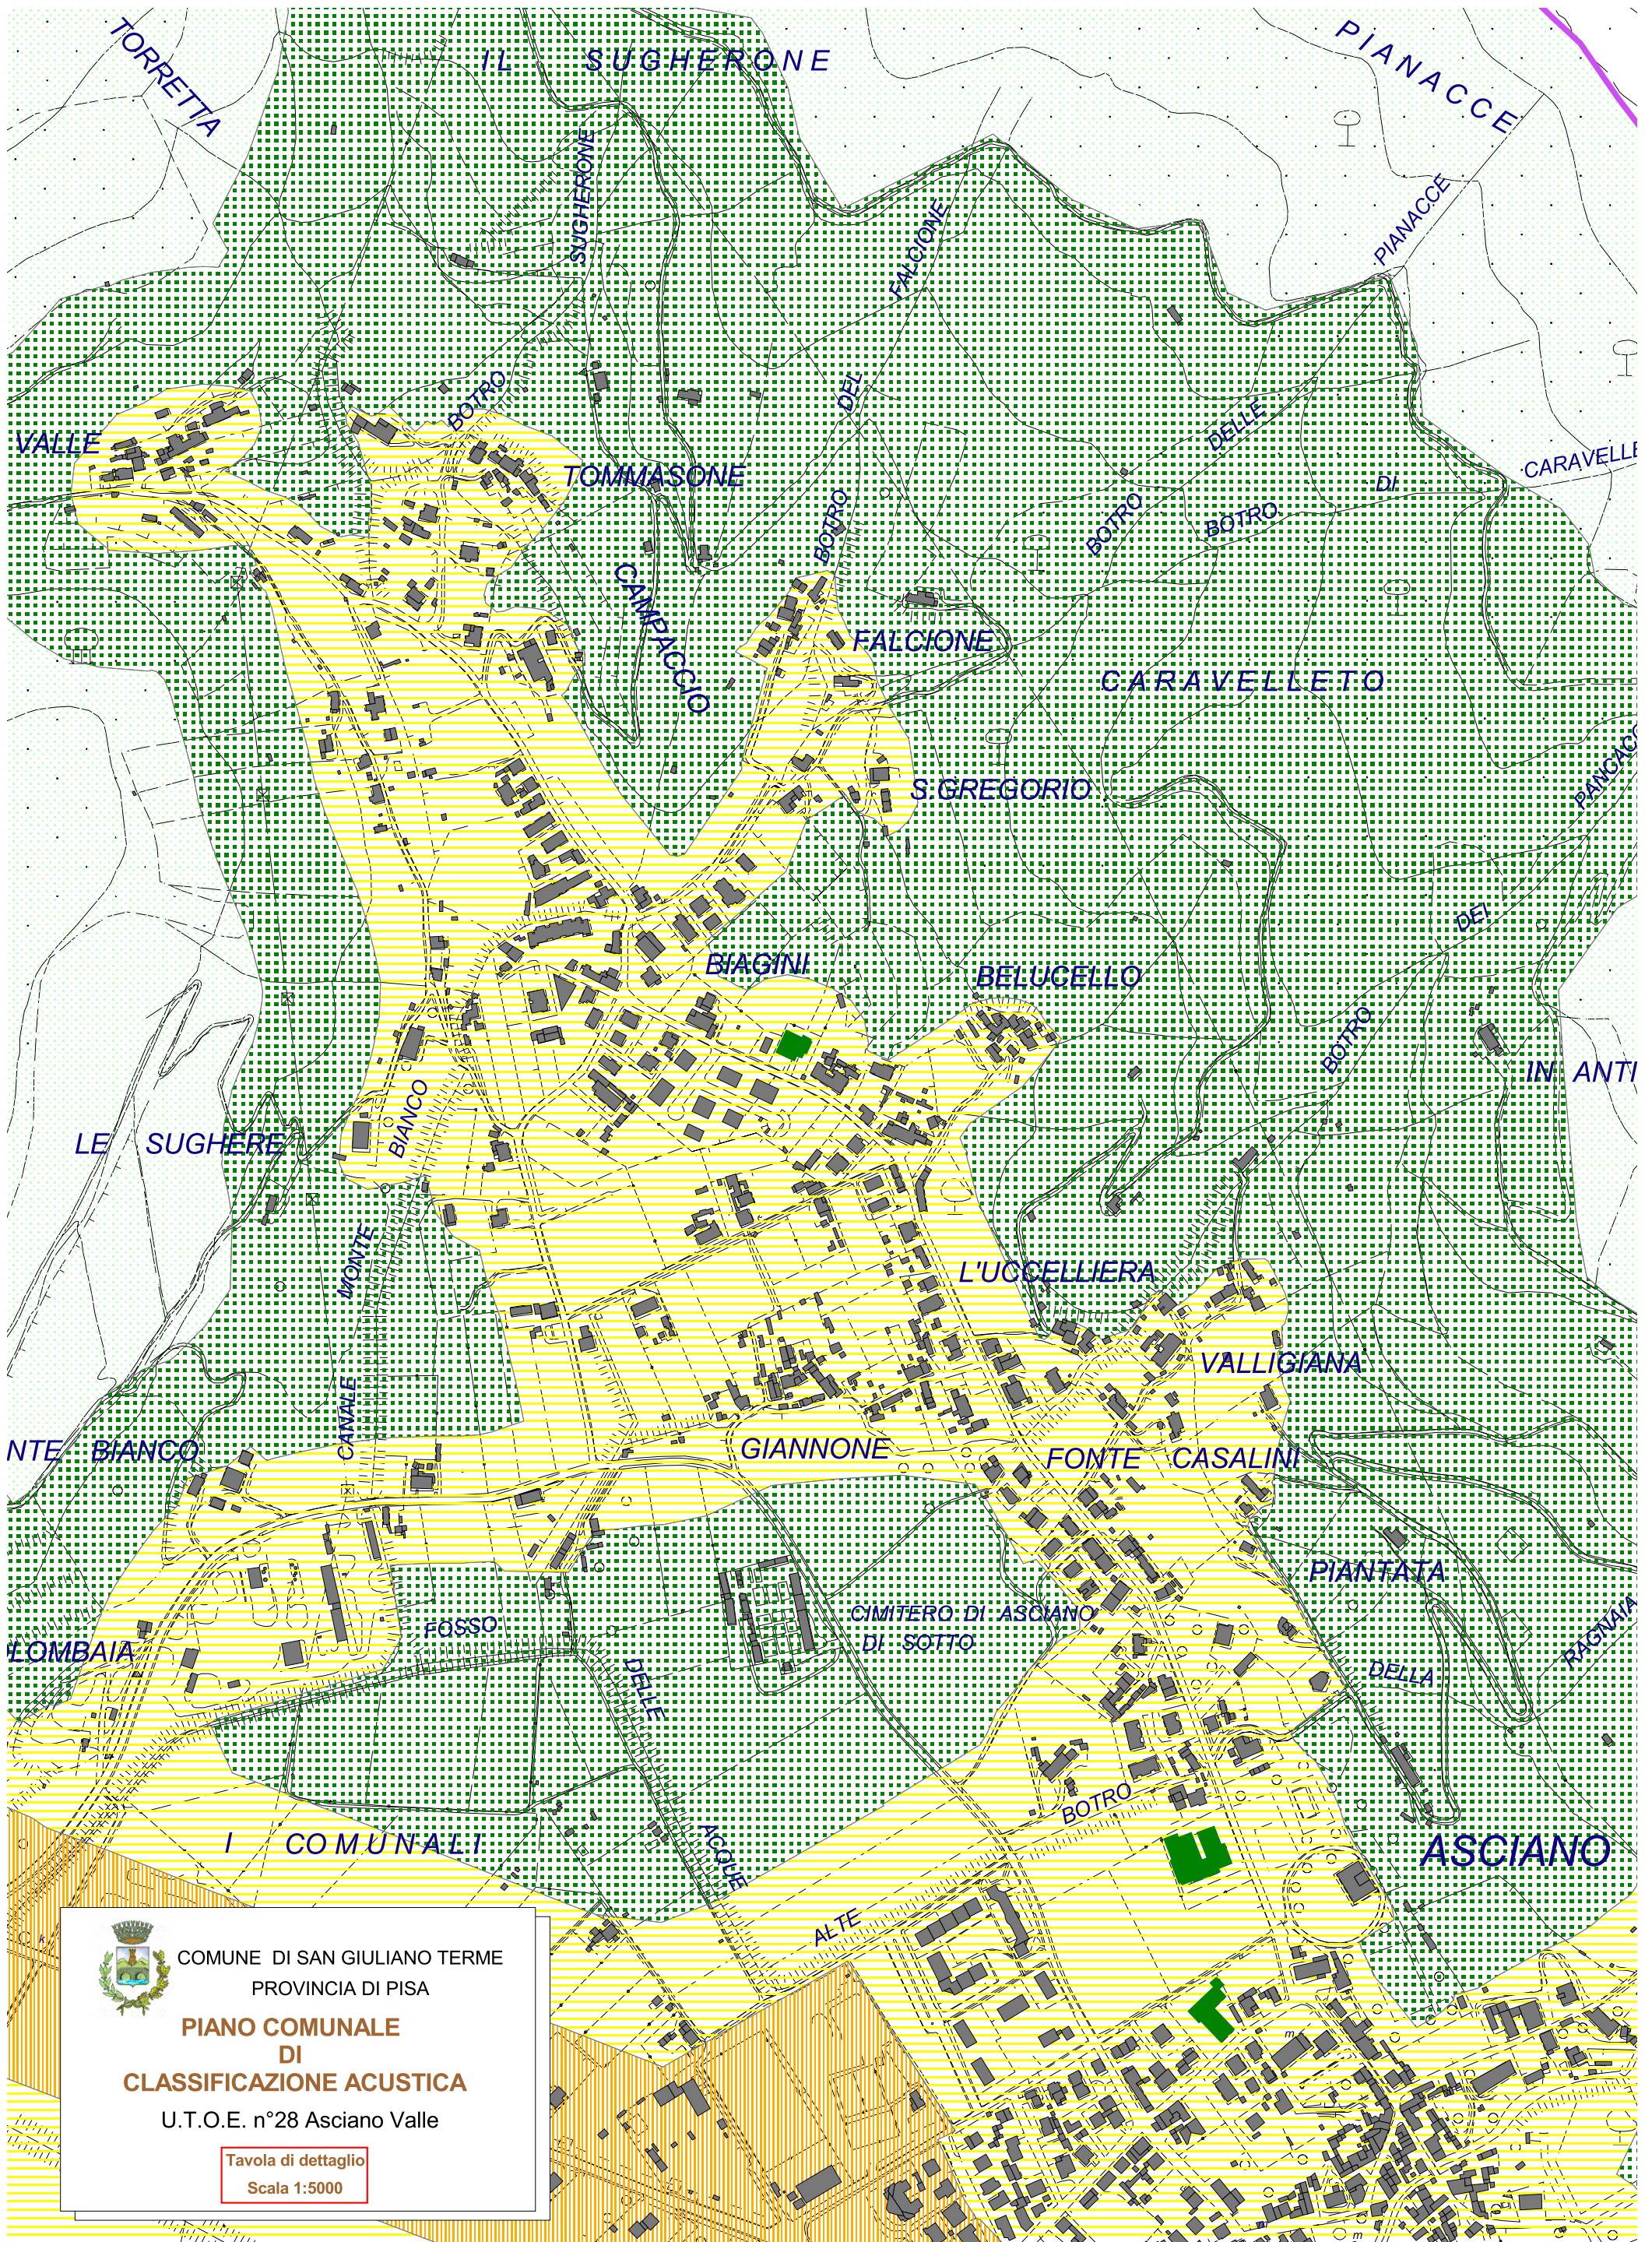 TORRETTA
IL SUGHERONE
PIANACCE
SUGHERONE
FALCIONE
PIANACCE
VALLE
BOTRO
DEL
DELLE
TOMMASONE
DI
CARAVELLE
BOTRO
BOTRO
BOTRO
CAMPACCIO
FALCIONE
CARAVELLETO
S.GREGORIO
PANCACC
DEI
BIAGINI
BELUCELLO
BOTRO
IN ANTI
BIANCO
LE SUGHERE
MONTE
L'UCCELLIERA
VALLIGIANA
CANALE
NTE BIANCO
GIANNONE
FONTE CASALINI
PIANTATA
CIMITERO DI ASCIANO
DI SOTTO
FOSSO
RAGNAIA
LOMBAIA
DELLE
DELLA
BOTRO
I COMUNALI
ACQUE
ASCIANO
ALTE
COMUNE DI SAN GIULIANO TERME
PROVINCIA DI PISA
PIANO COMUNALE
DI
CLASSIFICAZIONE ACUSTICA
U.T.O.E. n°28 Asciano Valle
Tavola di dettaglio
Scala 1:5000
m
m